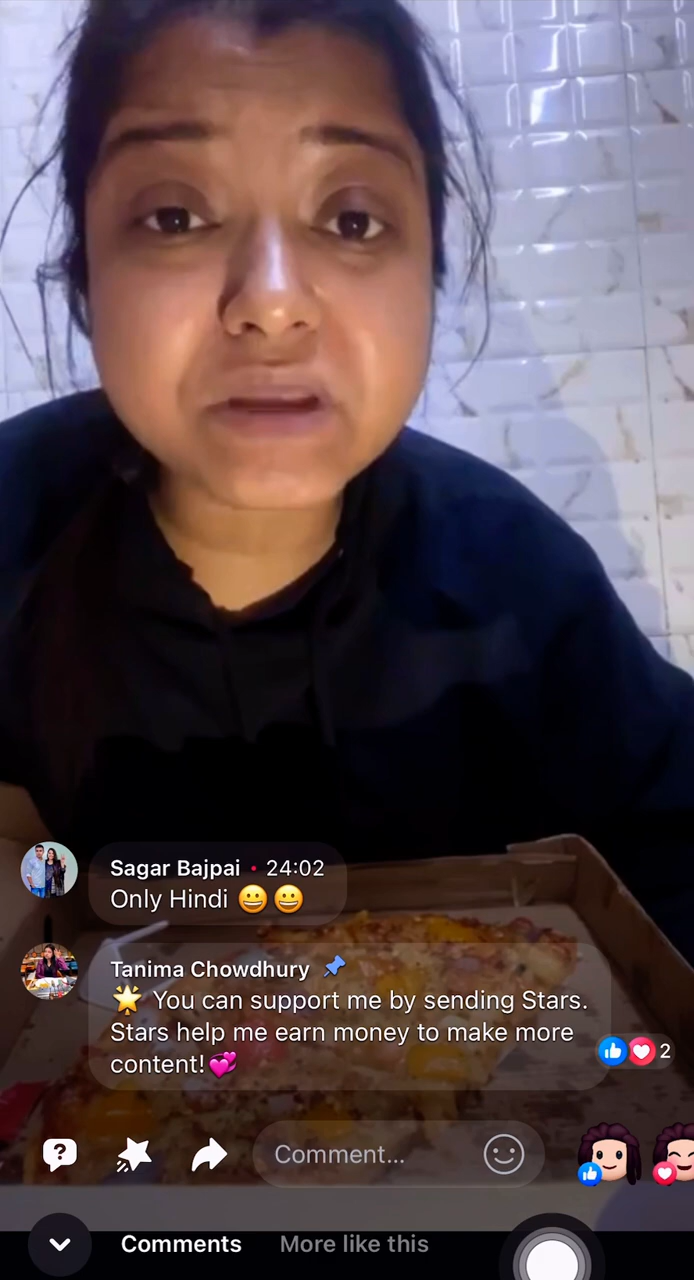 Sagar Bajpai • 24:02
Only Hindi 😀😀
Tanima Chowdhury 📌
🌟 You can support me by sending Stars.
Stars help me earn money to make more
content!💞
2
?
Comment...
Comments
More like this